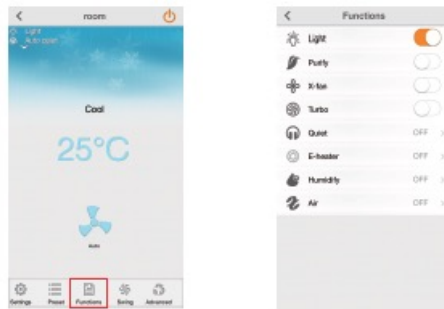 room
Light
Auto quiet
Cool
25°C
Auto
Settings Preset Functions Swing Advanced
Functions
Light
Purify
X-fan
Turbo
Quiet OFF
E-heater OFF
Humidify OFF
Air OFF